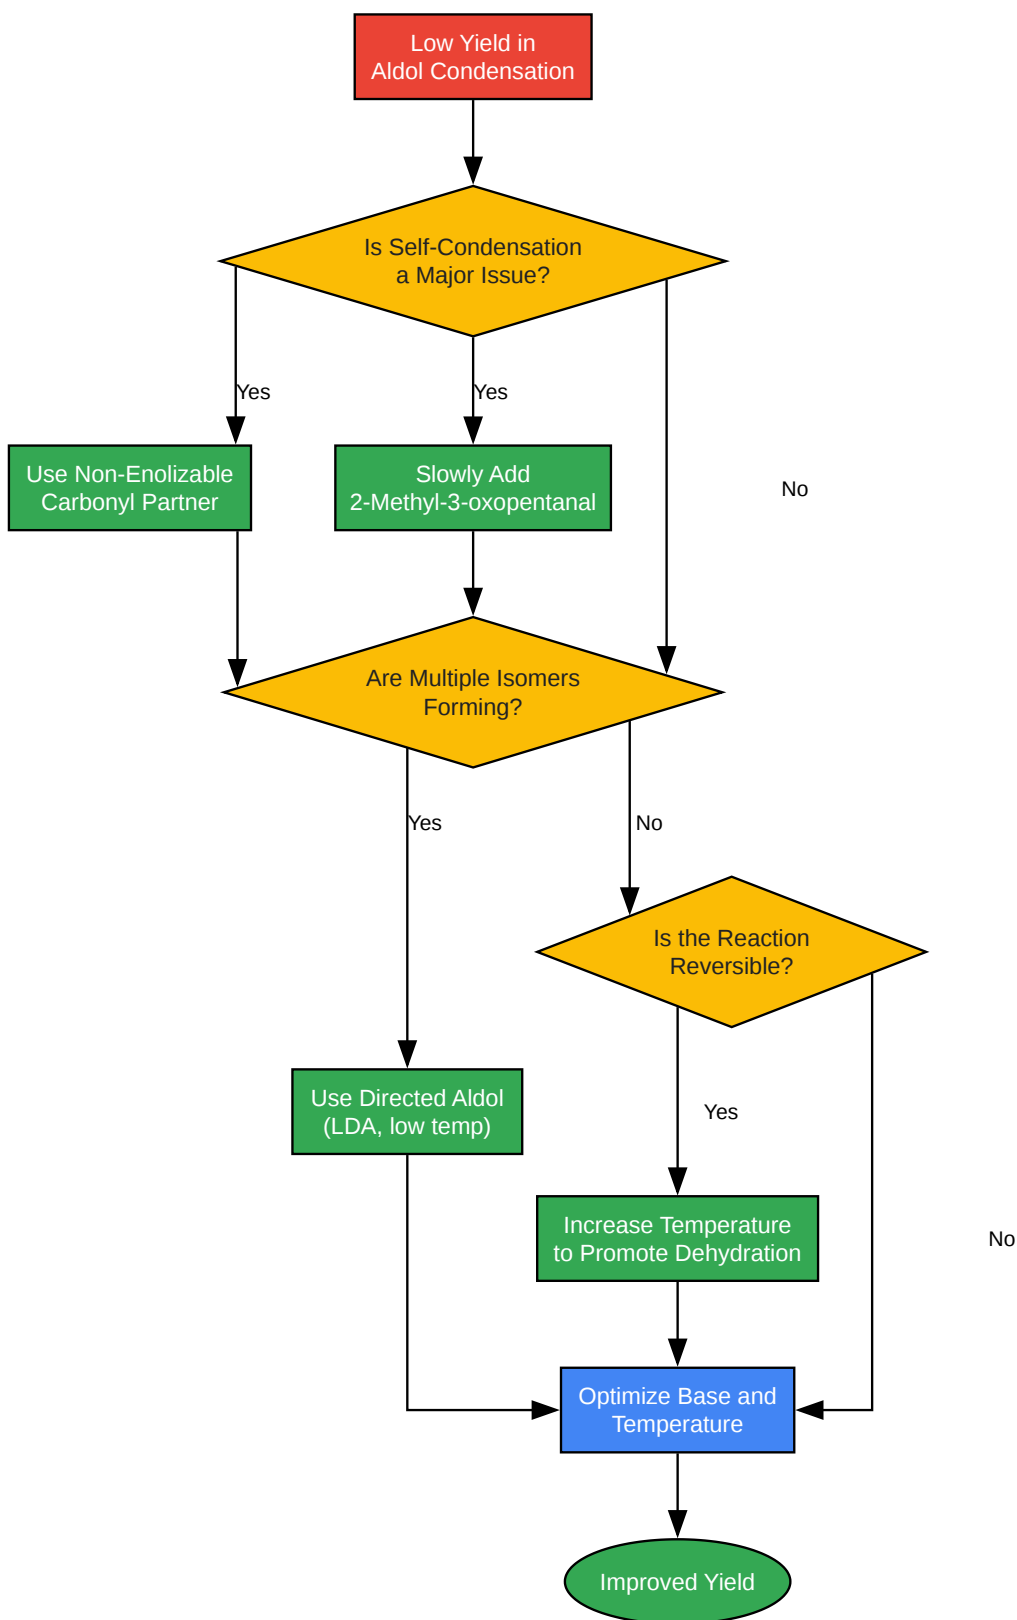 Low Yield in
Aldol Condensation
Is Self-Condensation
a Major Issue?
Yes
Yes
Use Non-Enolizable
Carbonyl Partner
Slowly Add
2-Methyl-3-oxopentanal
No
Are Multiple Isomers
Forming?
Yes
No
Is the Reaction
Reversible?
Use Directed Aldol
(LDA, low temp)
Yes
Increase Temperature
to Promote Dehydration
No
Optimize Base and
Temperature
Improved Yield